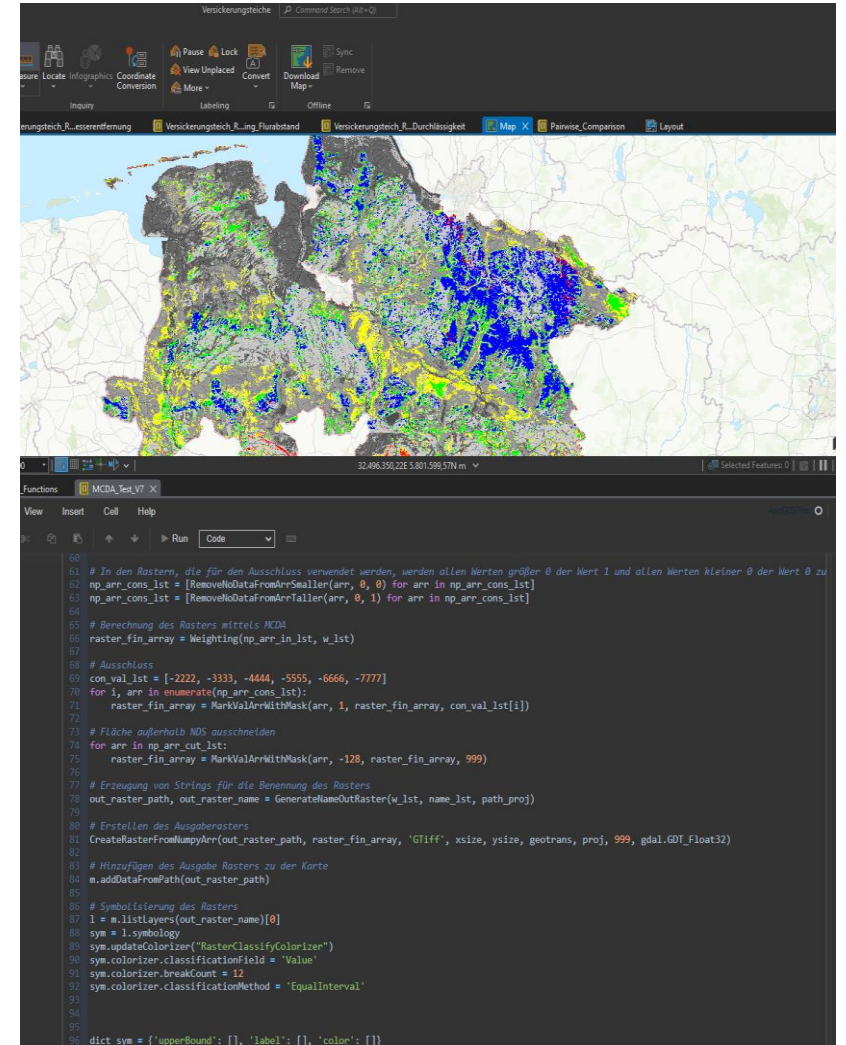 Versickerungsteiche Command Search (Alt+Q)
Pause Lock
View Unplaced
More
Convert
Download Map
Sync
Remove
asure Locate Infographics Coordinate Conversion
Inquiry Labeling Offline
kerungsteich_R...esserentfernung Versickerungsteich_R...ing_Flurabstand Versickerungsteich_R...Durchlässigkeit Map Pairwise_Comparison Layout
32.496.350,22E 5.801.599,57N m Selected Features: 0
_Functions MCDA_Test_V7
View Insert Cell Help
Run Code
60
61 # In den Rastern, die für den Ausschluss verwendet werden, werden allen Werten größer 0 der Wert 1 und allen Werten kleiner 0 der Wert 0 zu
62 np_arr_cons_lst = [RemoveNoDataFromArrSmaller(arr, 0, 0) for arr in np_arr_cons_lst]
63 np_arr_cons_lst = [RemoveNoDataFromArrTaller(arr, 0, 1) for arr in np_arr_cons_lst]
64
65 # Berechnung des Rasters mittels MCDA
66 raster_fin_array = Weighting(np_arr_in_lst, w_lst)
67
68 # Ausschluss
69 con_val_lst = [-2222, -3333, -4444, -5555, -6666, -7777]
70 for i, arr in enumerate(np_arr_cons_lst):
71 raster_fin_array = MarkValArrWithMask(arr, 1, raster_fin_array, con_val_lst[i])
72
73 # Fläche außerhalb NDS ausschneiden
74 for arr in np_arr_cut_lst:
75 raster_fin_array = MarkValArrWithMask(arr, -128, raster_fin_array, 999)
76
77 # Erzeugung von Strings für die Benennung des Rasters
78 out_raster_path, out_raster_name = GenerateNameOutRaster(w_lst, name_lst, path_proj)
79
80 # Erstellen des Ausgaberasters
81 CreateRasterFromNumpyArr(out_raster_path, raster_fin_array, 'GTiff', xsize, ysize, geotrans, proj, 999, gdal.GDT_Float32)
82
83 # Hinzufügen des Ausgabe Rasters zu der Karte
84 m.addDataFromPath(out_raster_path)
85
86 # Symbolisierung des Rasters
87 l = m.listLayers(out_raster_name)[0]
88 sym = l.symbology
89 sym.updateColorizer("RasterClassifyColorizer")
90 sym.colorizer.classificationField = 'Value'
91 sym.colorizer.breakCount = 12
92 sym.colorizer.classificationMethod = 'EqualInterval'
93
94
95
96 dict_sym = {'upperBound': [], 'label': [], 'color': []}